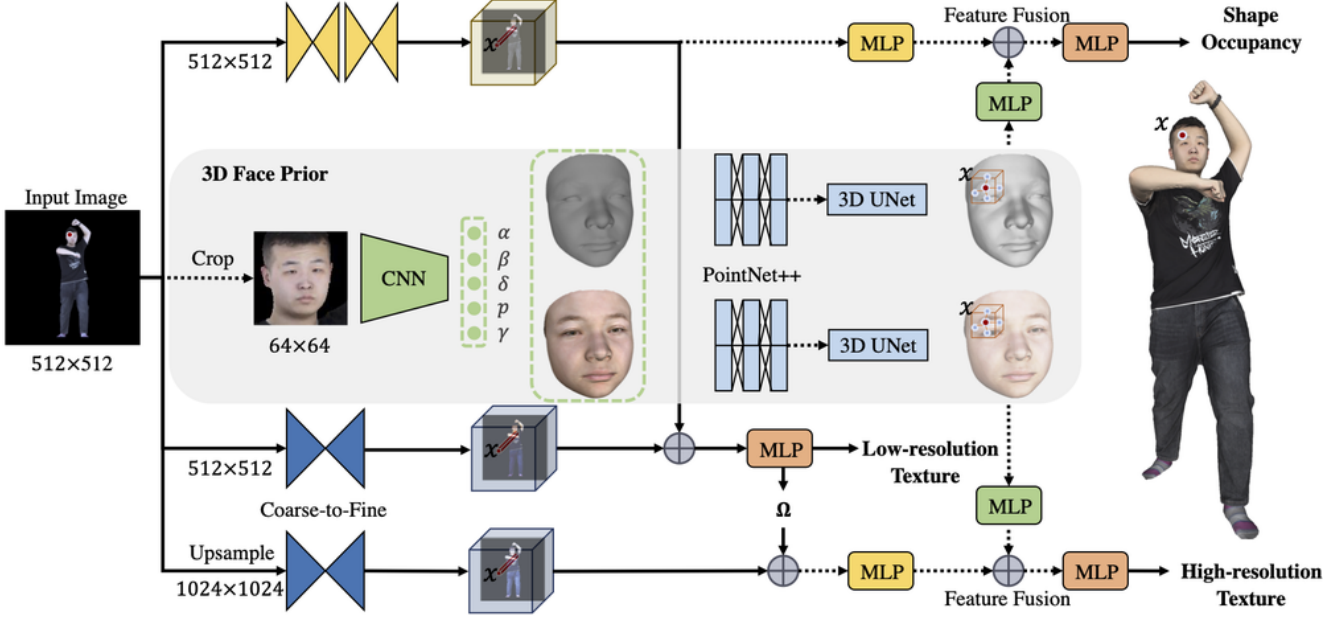 512×512
x
MLP
Feature Fusion
MLP
Shape
Occupancy
MLP
x
3D Face Prior
Input Image
512×512
Crop
64×64
CNN
α
β
δ
p
γ
PointNet++
3D UNet
3D UNet
x
x
512×512
x
MLP
Low-resolution
Texture
Coarse-to-Fine
Ω
MLP
Upsample
1024×1024
x
MLP
Feature Fusion
MLP
High-resolution
Texture